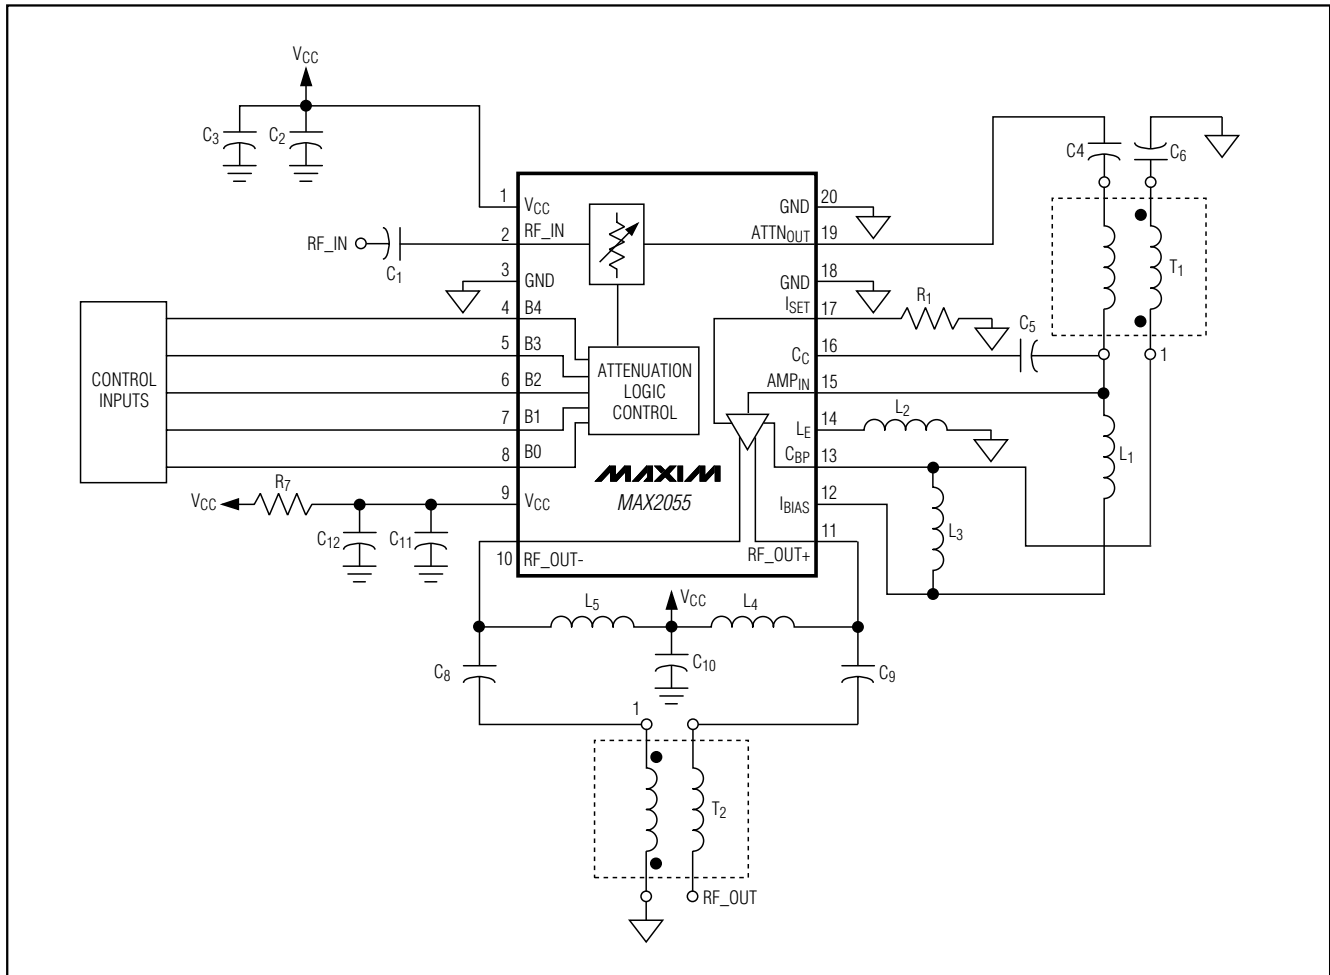 VCC
C3
C2
C4
C6
1
VCC
20
GND
2
RF_IN
RF_IN
C1
19
ATTNOUT
T1
3
GND
18
GND
17
ISET
R1
4
B4
C5
5
B3
16
CC
1
CONTROL
INPUTS
ATTENUATION
LOGIC
CONTROL
6
B2
15
AMPIN
7
B1
14
LE
L2
L1
8
B0
13
CBP
MAXIM
MAX2055
VCC
R7
9
VCC
12
IBIAS
C12
C11
L3
11
RF_OUT+
10
RF_OUT-
L5
VCC
L4
C8
C10
C9
1
T2
RF_OUT